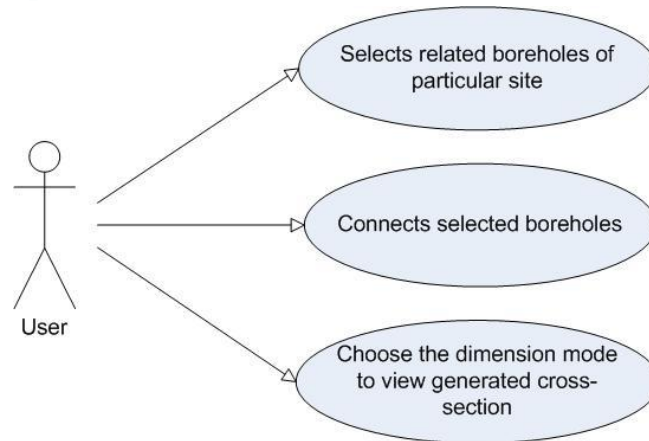 Selects related boreholes of
particular site
Connects selected boreholes
User
Choose the dimension mode
to view generated cross-
section